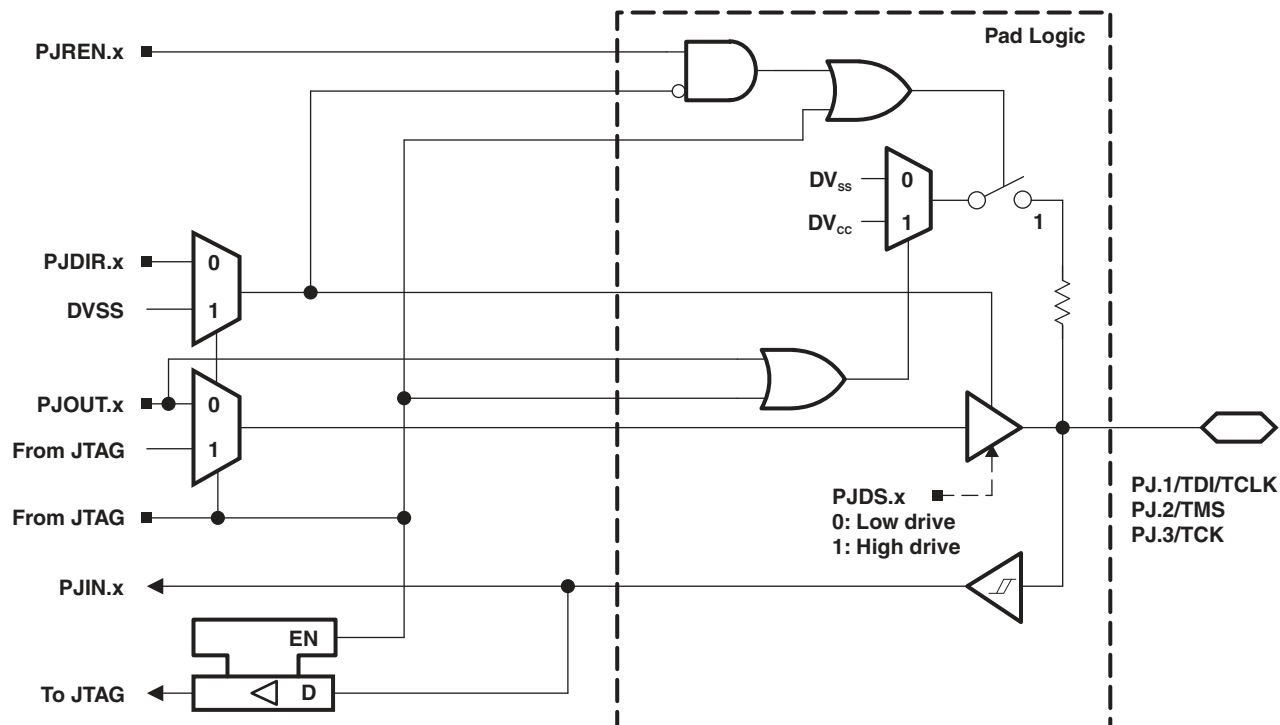 Pad Logic
PJREN.x
DVss
0
DVcc
1
1
PJDIR.x
0
DVSS
1
PJOUT.x
0
From JTAG
1
From JTAG
PJDS.x
0: Low drive
1: High drive
PJ.1/TDI/TCLK
PJ.2/TMS
PJ.3/TCK
PJIN.x
EN
To JTAG
D